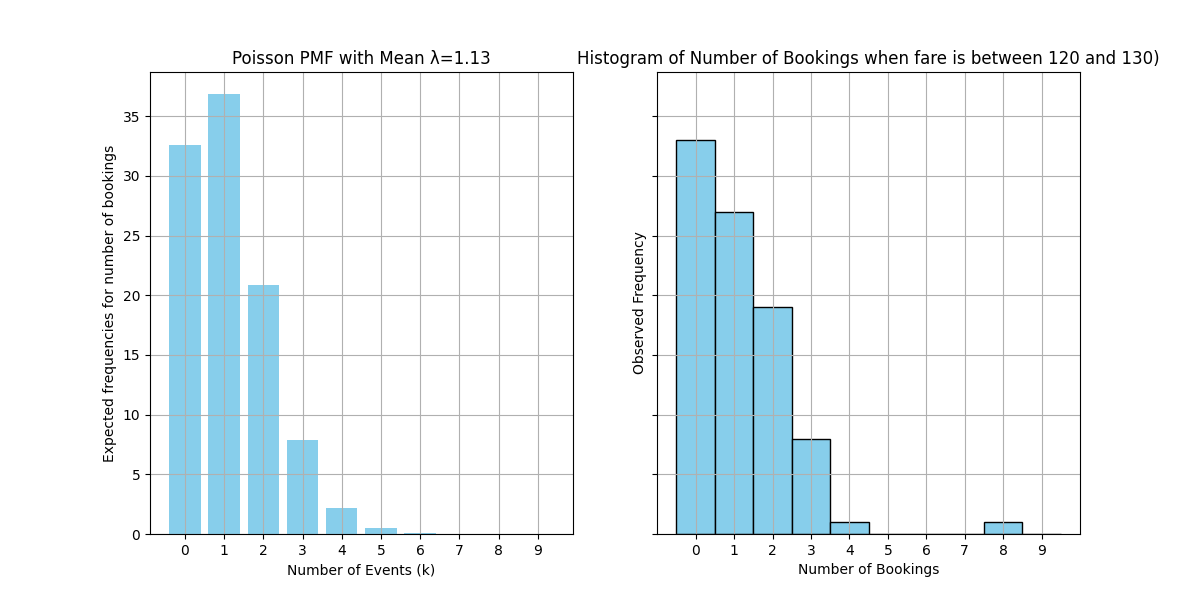 Poisson PMF with Mean λ=1.13
Expected frequencies for number of bookings
35
30
25
20
15
10
5
0
0 1 2 3 4 5 6 7 8 9
Number of Events (k)
Histogram of Number of Bookings when fare is between 120 and 130)
Observed Frequency
0 1 2 3 4 5 6 7 8 9
Number of Bookings